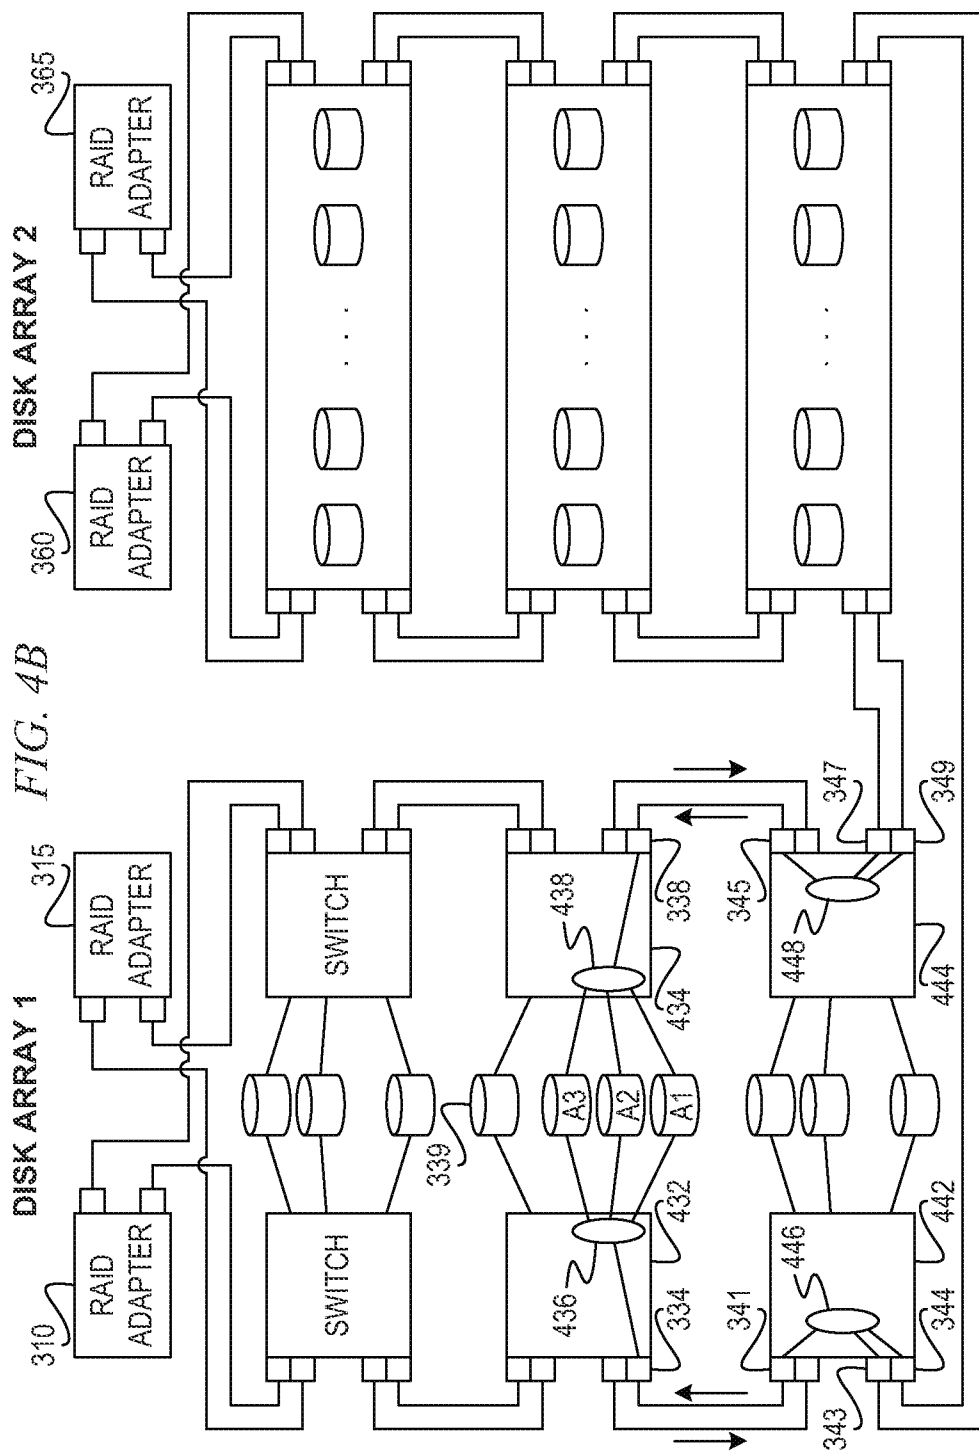 FIG. 4B
DISK ARRAY 1
DISK ARRAY 2
310
RAID
ADAPTER
315
RAID
ADAPTER
360
RAID
ADAPTER
365
RAID
ADAPTER
SWITCH
SWITCH
339
A3
A2
A1
436
438
432
434
334
338
341
345
347
446
448
343
344
442
444
349